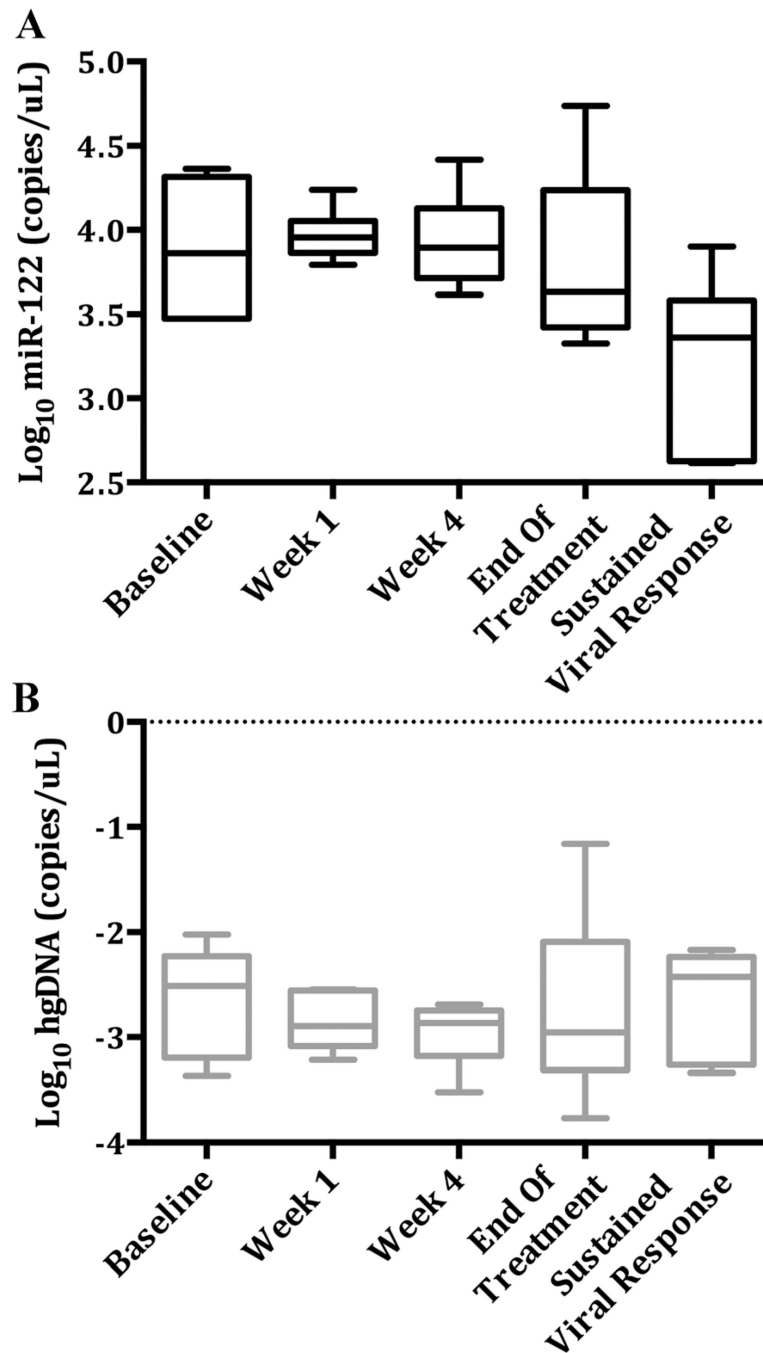 A
Log10 miR-122 (copies/uL)
5.0
4.5
4.0
3.5
3.0
2.5
Baseline
Week 1
Week 4
End Of
Treatment
Sustained
Viral Response
B
Log10 hgDNA (copies/uL)
0
-1
-2
-3
-4
Baseline
Week 1
Week 4
End Of
Treatment
Sustained
Viral Response